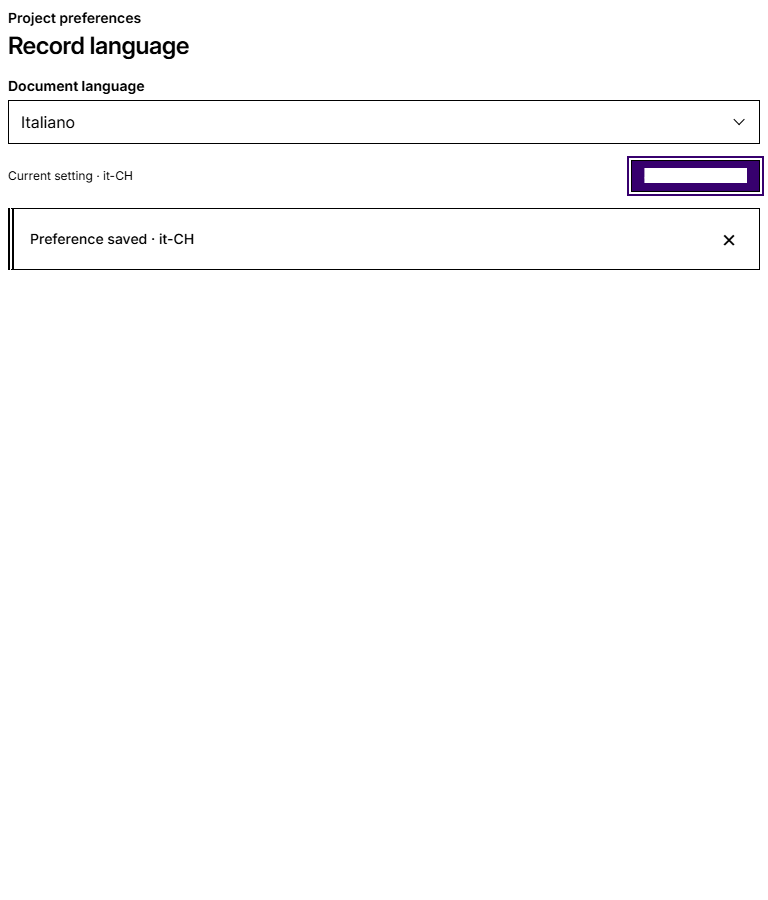 Project preferences
Record language
Document language
Italiano
Current setting · it-CH
Preference saved · it-CH